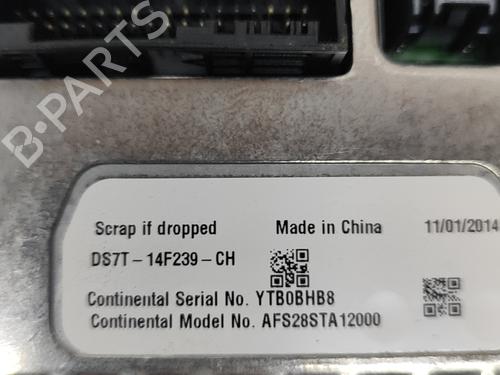 B-PARTS
Scrap if dropped Made in China 11/01/2014
DS7T-14F239-CH
Continental Serial No. YTB0BHB8
Continental Model No. AFS28STA12000